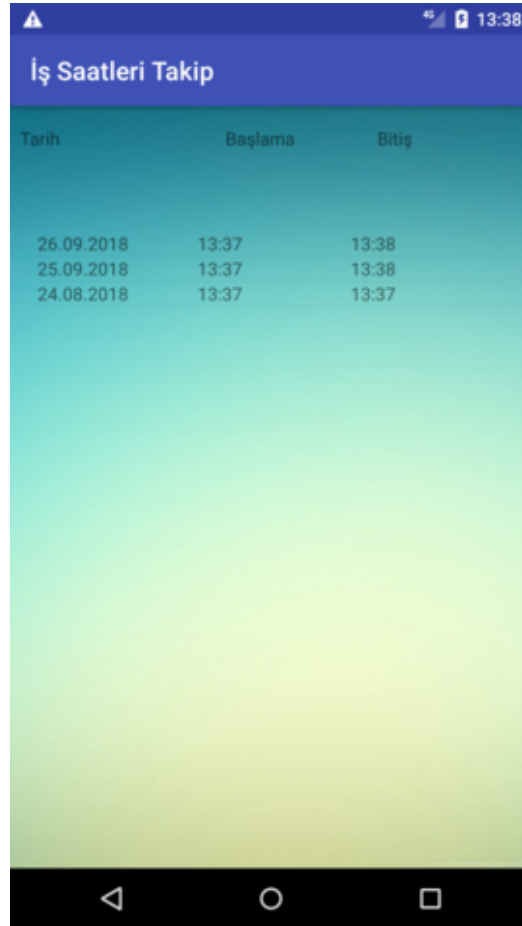 4G 13:38
İş Saatleri Takip
Tarih Başlama Bitiş
26.09.2018 13:37 13:38
25.09.2018 13:37 13:38
24.08.2018 13:37 13:37